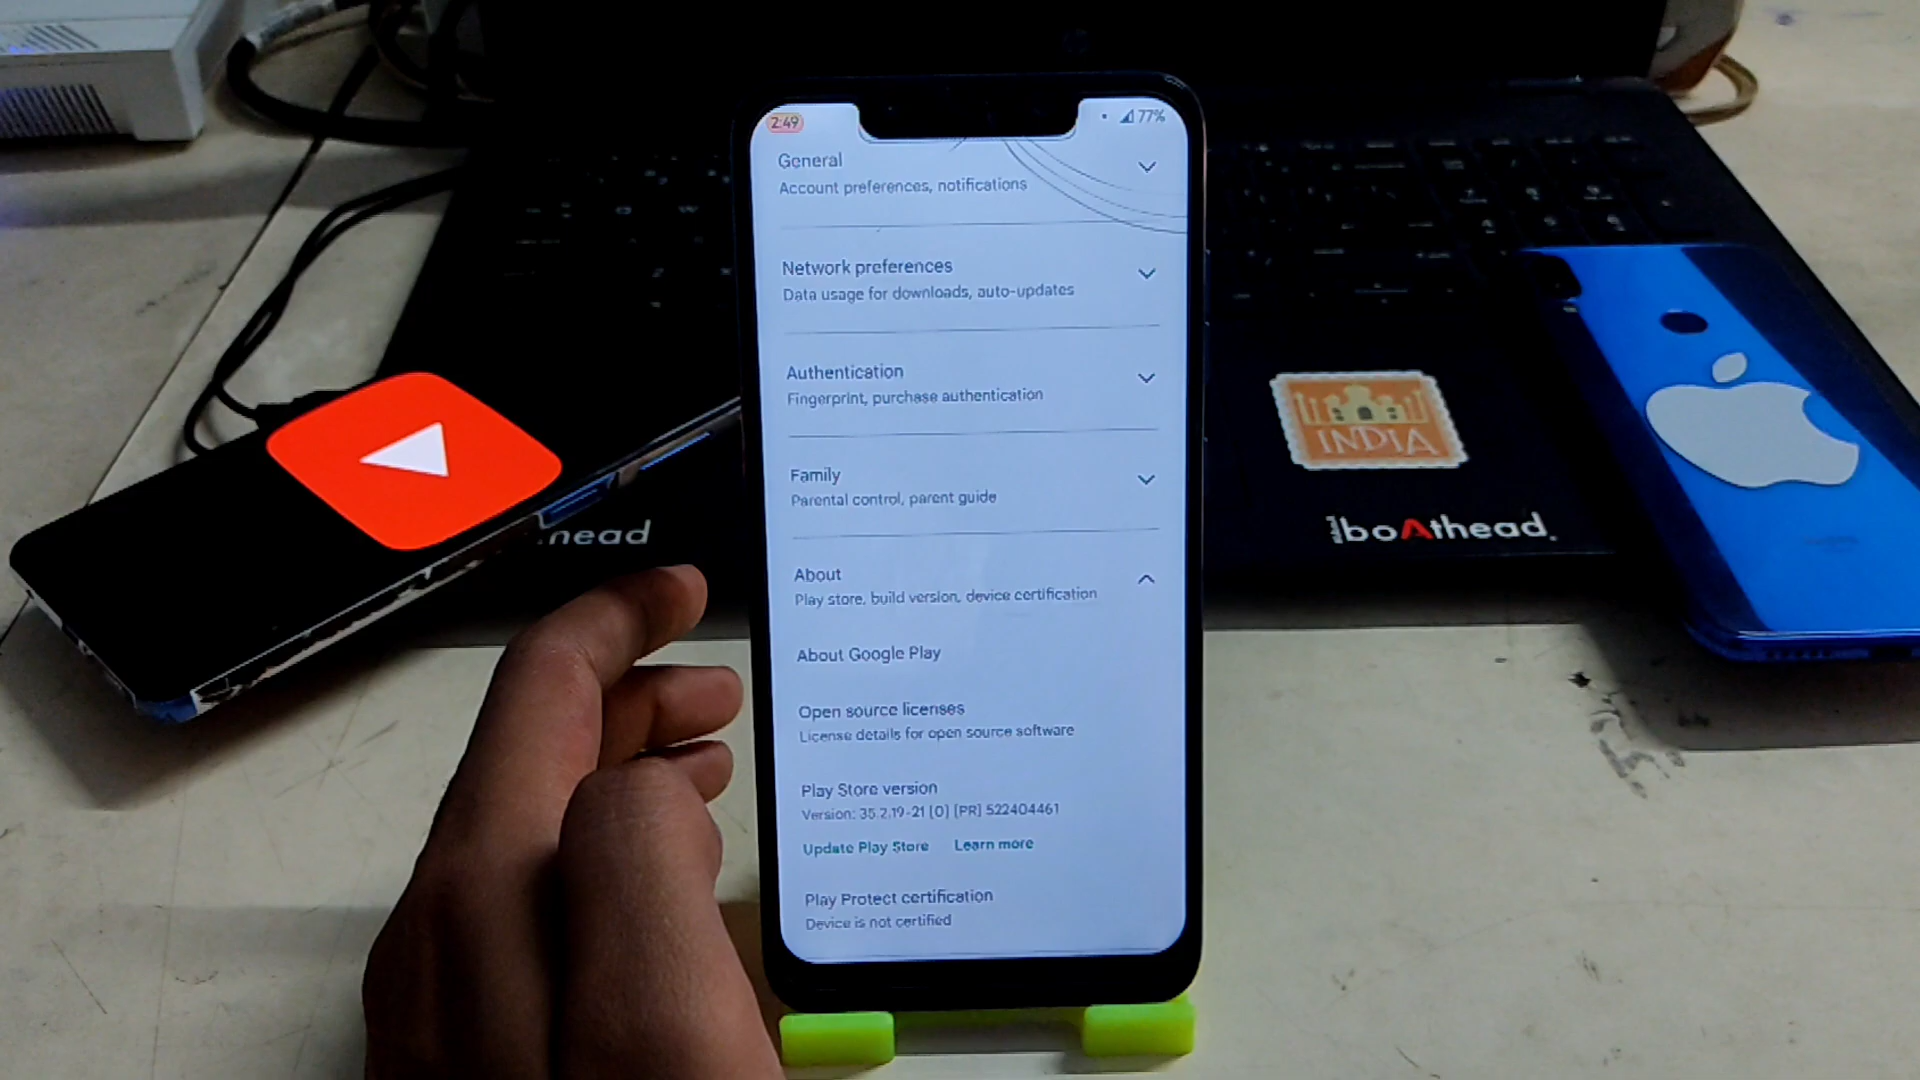 2:49
77%
General
Account preferences, notifications
Network preferences
Data usage for downloads, auto-updates
Authentication
Fingerprint, purchase authentication
Family
Parental control, parent guide
About
Play store, build version, device certification
About Google Play
Open source licenses
License details for open source software
Play Store version
Version: 35.2.19-21 [0] [PR] 522404461
Update Play Store Learn more
Play Protect certification
Device is not certified
INDIA
boAthead.
head